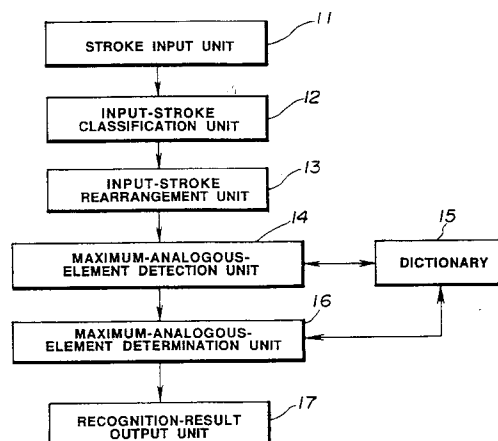 11
STROKE INPUT UNIT
12
INPUT-STROKE
CLASSIFICATION UNIT
13
INPUT-STROKE
REARRANGEMENT UNIT
14
MAXIMUM-ANALOGOUS-
ELEMENT DETECTION UNIT
15
DICTIONARY
16
MAXIMUM-ANALOGOUS-
ELEMENT DETERMINATION UNIT
17
RECOGNITION-RESULT
OUTPUT UNIT